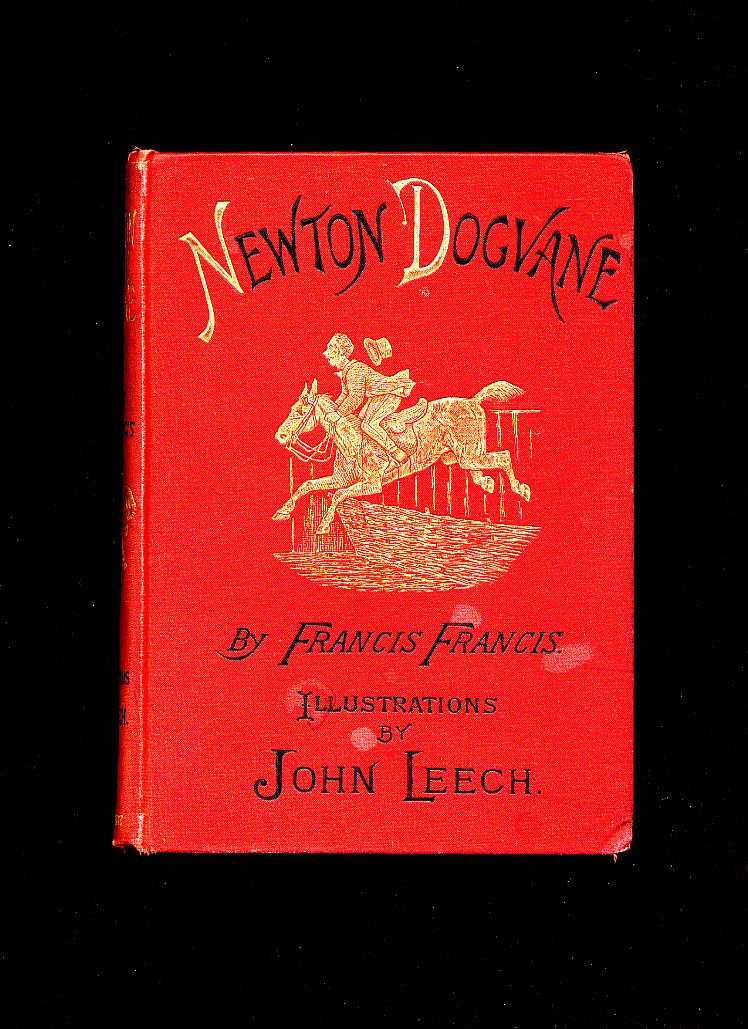 NEWTON DOGVANE
BY FRANCIS FRANCIS.
ILLUSTRATIONS
BY
JOHN LEECH.